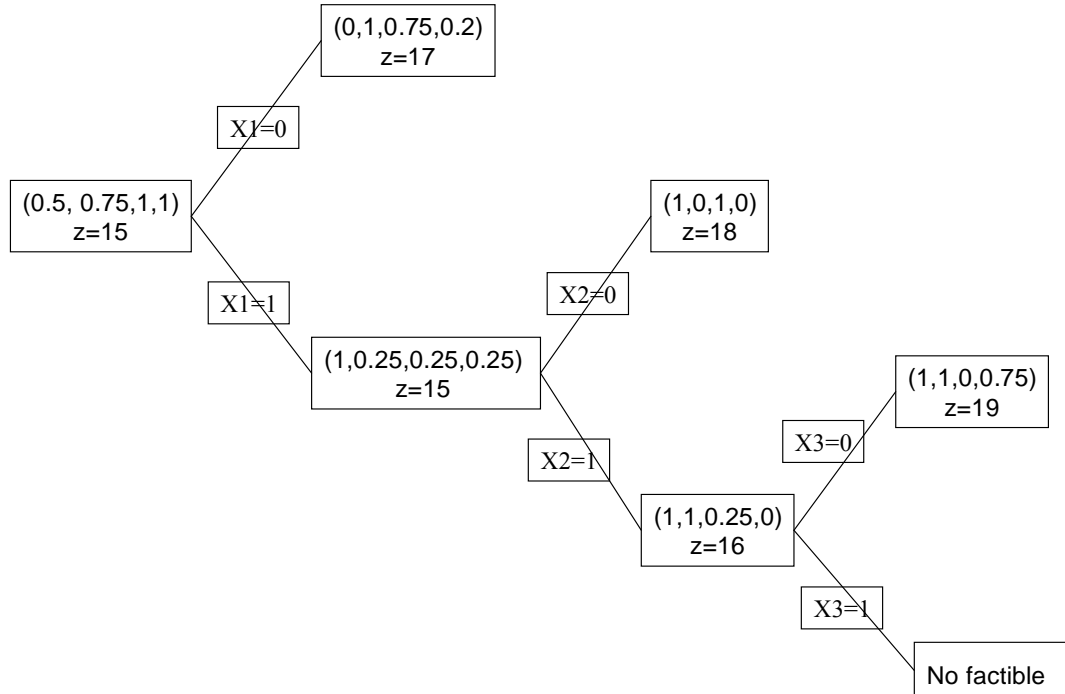 (0,1,0.75,0.2)
z=17
X1=0
(0.5, 0.75,1,1)
z=15
(1,0,1,0)
z=18
X1=1
X2=0
(1,0.25,0.25,0.25)
z=15
(1,1,0,0.75)
z=19
X2=1
X3=0
(1,1,0.25,0)
z=16
X3=1
No factible